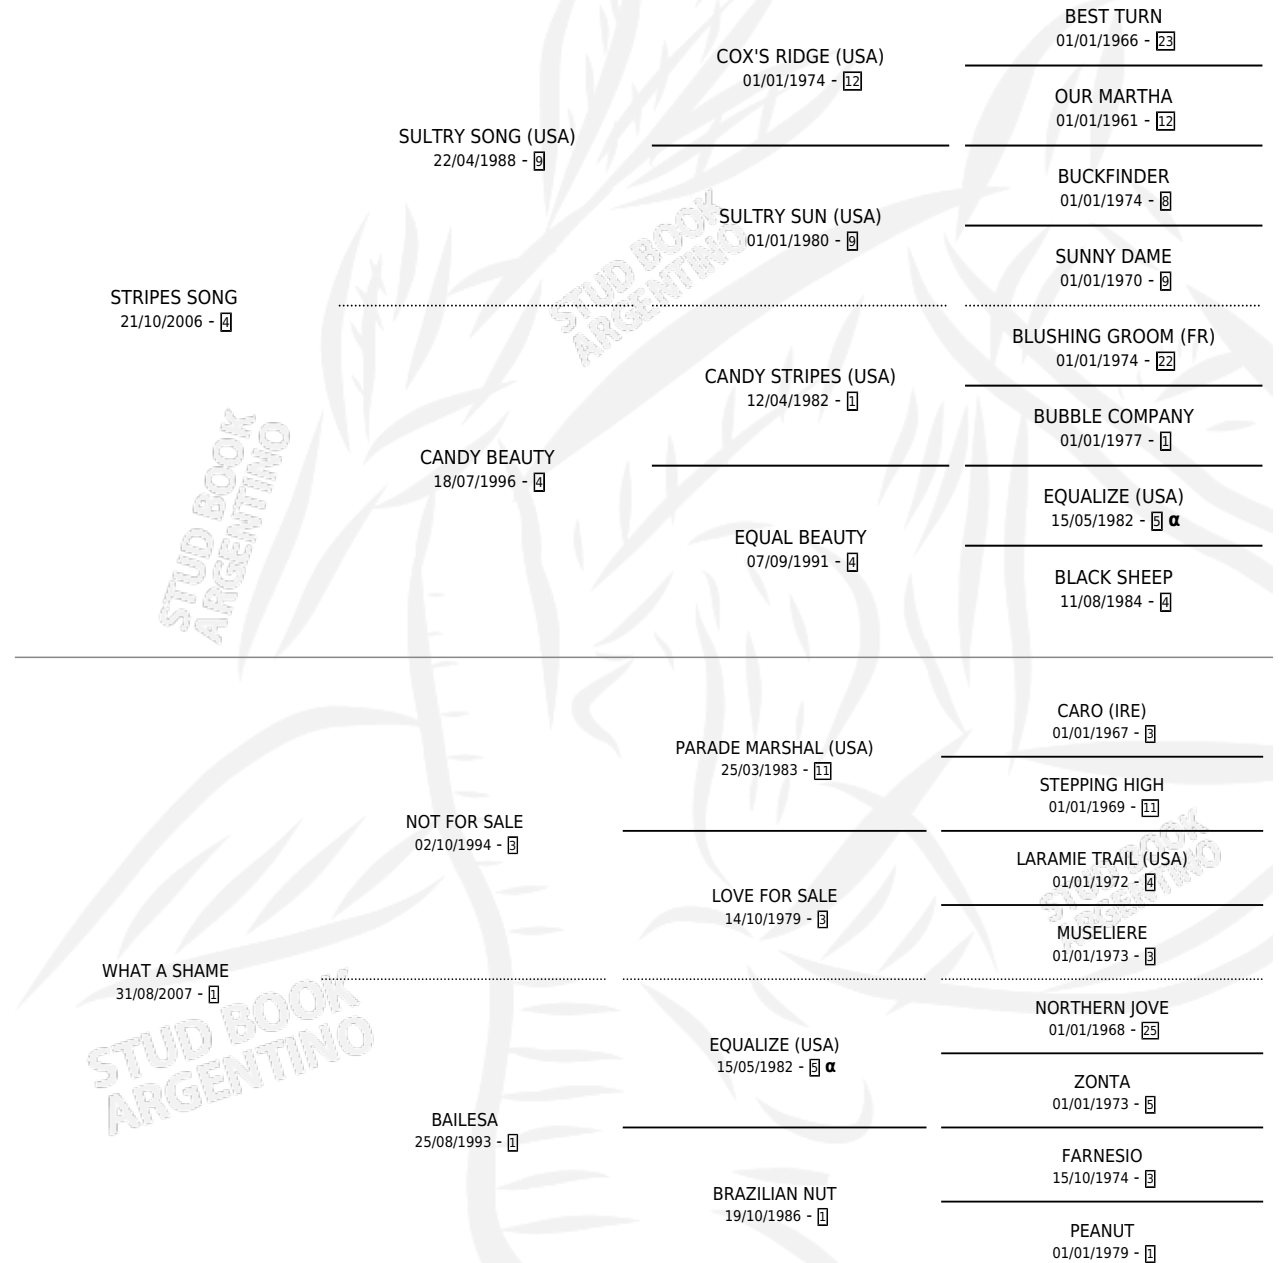 BEST TURN
01/01/1966 - 23
COX'S RIDGE (USA)
01/01/1974 - 12
OUR MARTHA
01/01/1961 - 12
SULTRY SONG (USA)
22/04/1988 - 9
BUCKFINDER
01/01/1974 - 8
SULTRY SUN (USA)
01/01/1980 - 9
SUNNY DAME
01/01/1970 - 9
STRIPES SONG
21/10/2006 - 4
BLUSHING GROOM (FR)
01/01/1974 - 22
CANDY STRIPES (USA)
12/04/1982 - 1
BUBBLE COMPANY
01/01/1977 - 1
CANDY BEAUTY
18/07/1996 - 4
EQUALIZE (USA)
15/05/1982 - 5 α
EQUAL BEAUTY
07/09/1991 - 4
BLACK SHEEP
11/08/1984 - 4
CARO (IRE)
01/01/1967 - 3
PARADE MARSHAL (USA)
25/03/1983 - 11
STEPPING HIGH
01/01/1969 - 11
NOT FOR SALE
02/10/1994 - 3
LARAMIE TRAIL (USA)
01/01/1972 - 4
LOVE FOR SALE
14/10/1979 - 3
MUSELIERE
01/01/1973 - 3
WHAT A SHAME
31/08/2007 - 1
NORTHERN JOVE
01/01/1968 - 25
EQUALIZE (USA)
15/05/1982 - 5 α
ZONTA
01/01/1973 - 5
BAILESA
25/08/1993 - 1
FARNESIO
15/10/1974 - 3
BRAZILIAN NUT
19/10/1986 - 1
PEANUT
01/01/1979 - 1
STUD BOOK
ARGENTINO
STUD BOOK
ARGENTINO
STUD BOOK
ARGENTINO
STUD BOOK
ARGENTINO